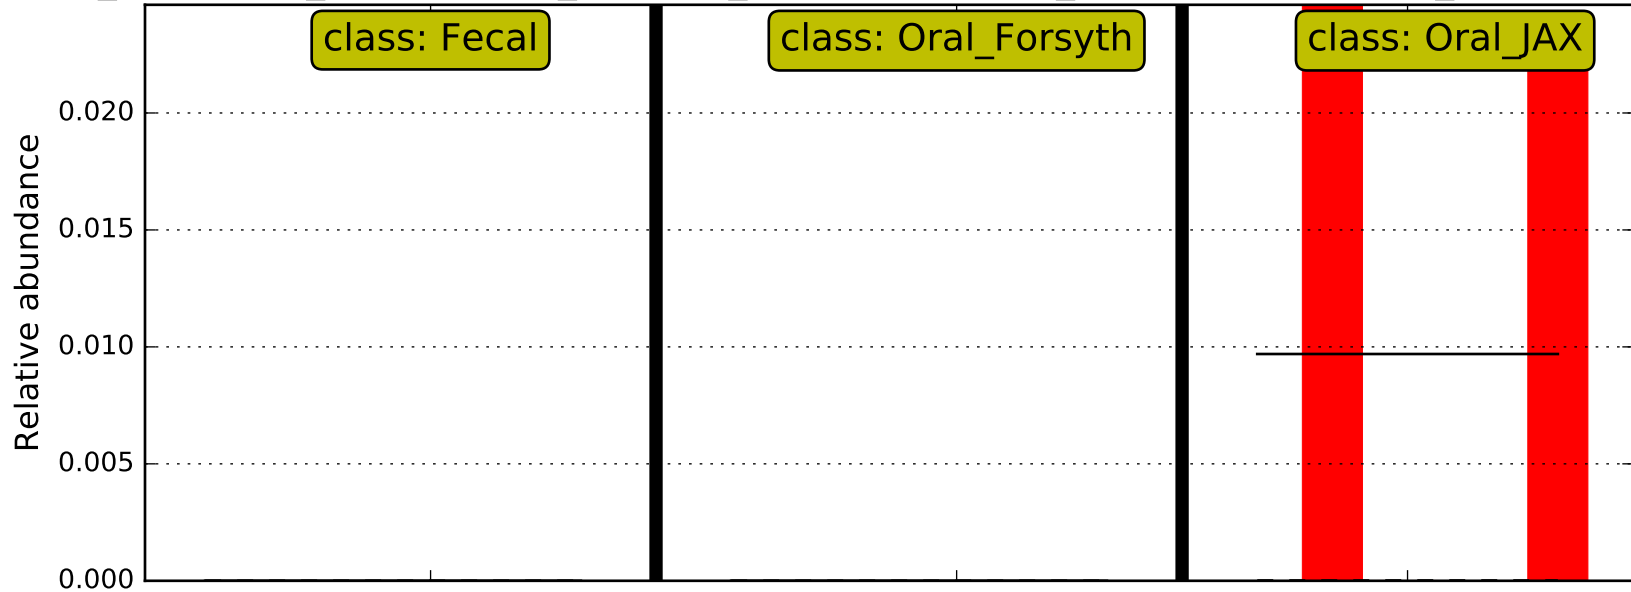 class: Fecal
class: Oral_Forsyth
class: Oral_JAX
0.020
0.015
0.010
0.005
0.000
Relative abundance